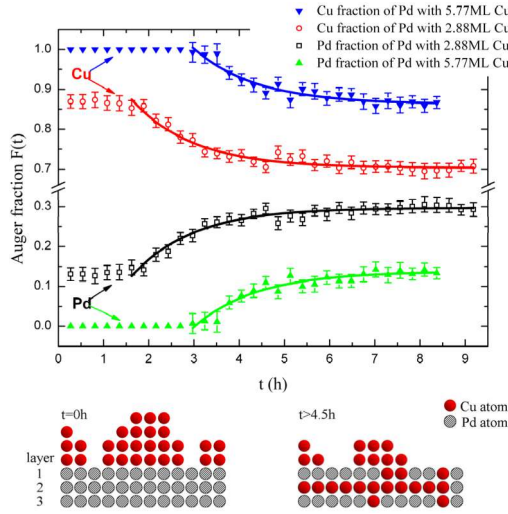 Cu fraction of Pd with 5.77ML Cu
Cu fraction of Pd with 2.88ML Cu
Pd fraction of Pd with 2.88ML Cu
Pd fraction of Pd with 5.77ML Cu
Auger fraction F(t)
1.0
0.9
0.8
0.7
0.3
0.2
0.1
0.0
Cu
Pd
0 1 2 3 4 5 6 7 8 9
t (h)
t=0h
t>4.5h
Cu atom
Pd atom
layer
1
2
3